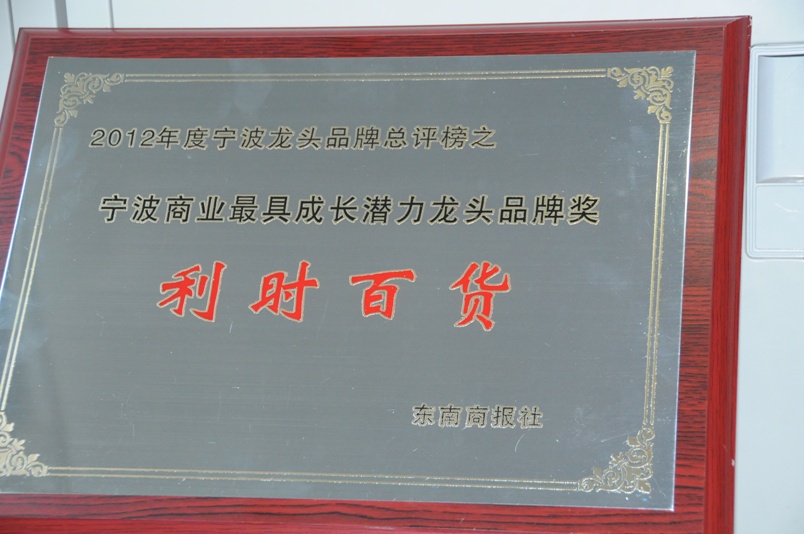 2012年度宁波龙头品牌总评榜之
宁波商业最具成长潜力龙头品牌奖
利时百货
东南商报社